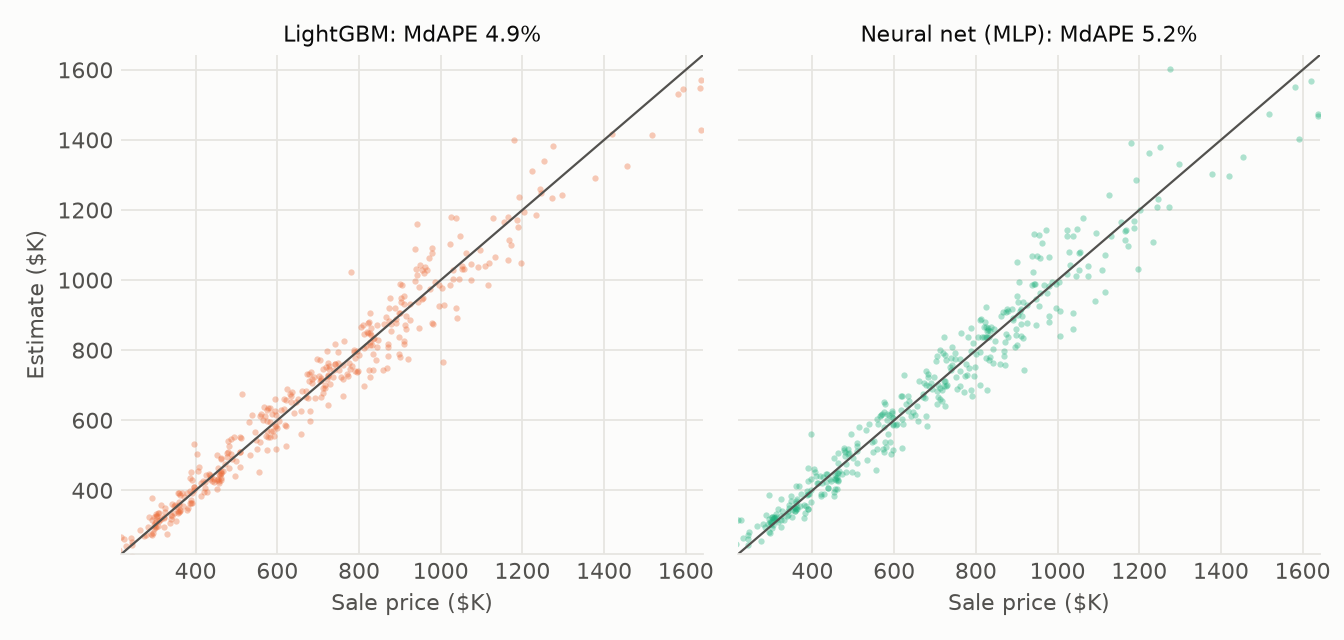 LightGBM: MdAPE 4.9%
Neural net (MLP): MdAPE 5.2%
Estimate ($K)
1600
1400
1200
1000
800
600
400
400 600 800 1000 1200 1400 1600
400 600 800 1000 1200 1400 1600
Sale price ($K)
Sale price ($K)